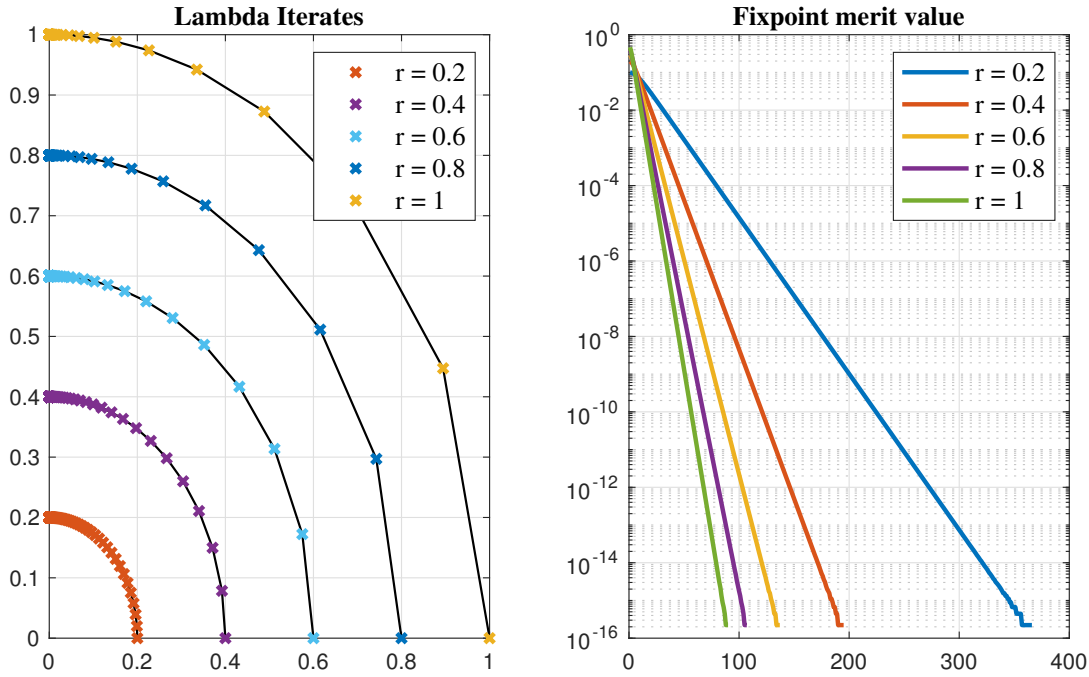 Lambda Iterates
1
0.9
0.8
0.7
0.6
0.5
0.4
0.3
0.2
0.1
0
0 0.2 0.4 0.6 0.8 1
r = 0.2
r = 0.4
r = 0.6
r = 0.8
r = 1
Fixpoint merit value
10^0
10^-2
10^-4
10^-6
10^-8
10^-10
10^-12
10^-14
10^-16
0 100 200 300 400
r = 0.2
r = 0.4
r = 0.6
r = 0.8
r = 1